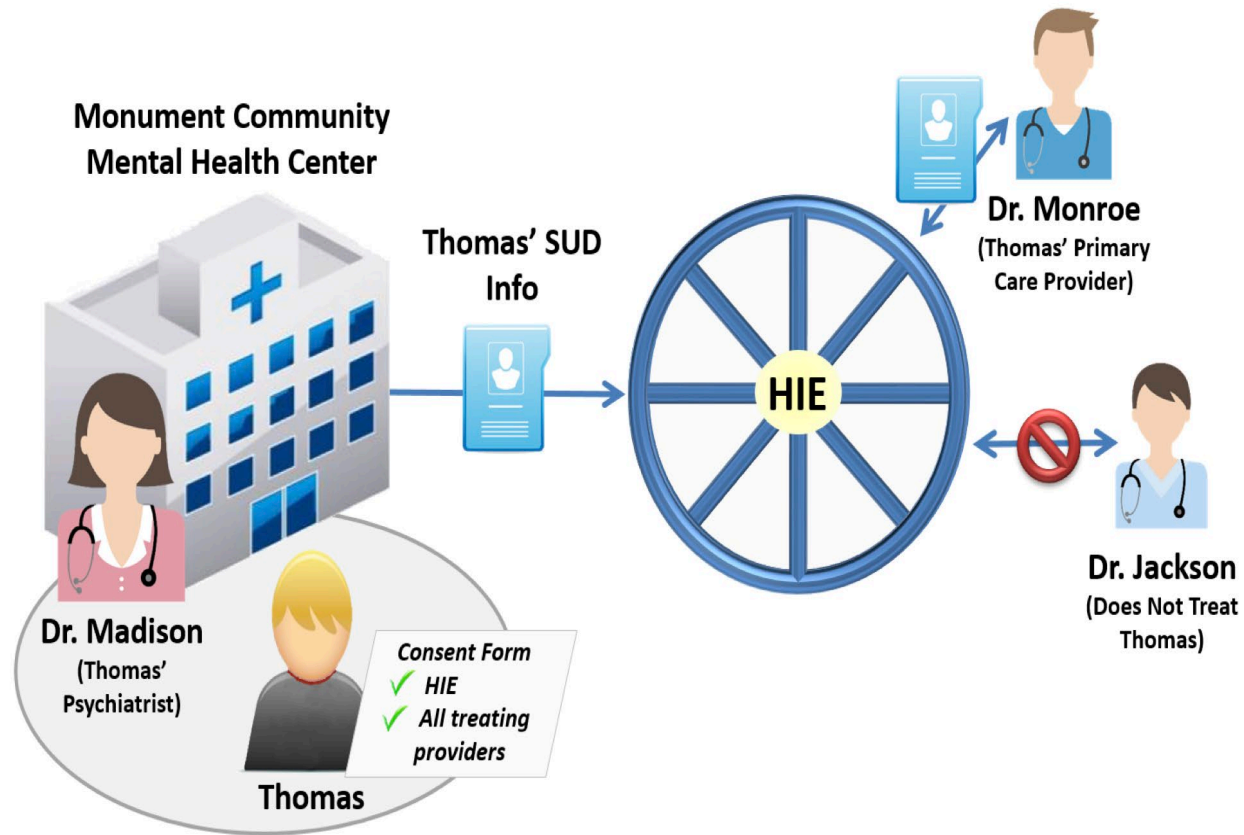 Monument Community
Mental Health Center
Thomas' SUD
Info
HIE
Dr. Monroe
(Thomas' Primary
Care Provider)
Dr. Jackson
(Does Not Treat
Thomas)
Dr. Madison
(Thomas'
Psychiatrist)
Consent Form
HIE
All treating
providers
Thomas